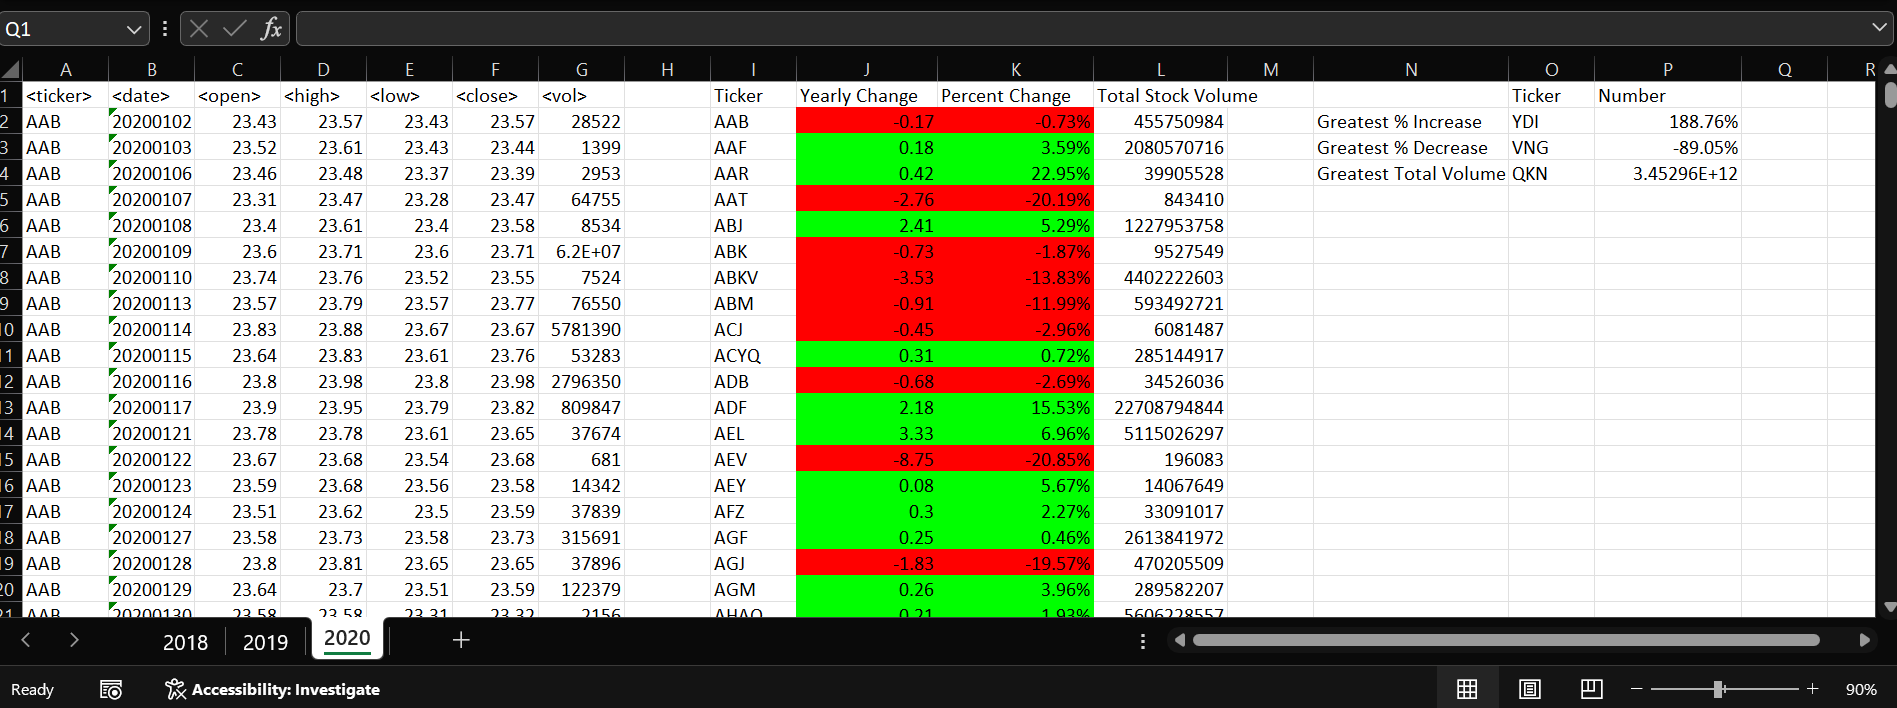 Q1 fx
A B C D E F G H I J K L M N O P Q R
1 <ticker> <date> <open> <high> <low> <close> <vol> Ticker Yearly Change Percent Change Total Stock Volume Ticker Number
2 AAB 20200102 23.43 23.57 23.43 23.57 28522 AAB -0.17 -0.73% 455750984 Greatest % Increase YDI 188.76%
3 AAB 20200103 23.52 23.61 23.43 23.44 1399 AAF 0.18 3.59% 2080570716 Greatest % Decrease VNG -89.05%
4 AAB 20200106 23.46 23.48 23.37 23.39 2953 AAR 0.42 22.95% 39905528 Greatest Total Volume QKN 3.45296E+12
5 AAB 20200107 23.31 23.47 23.28 23.47 64755 AAT -2.76 -20.19% 843410
6 AAB 20200108 23.4 23.61 23.4 23.58 8534 ABJ 2.41 5.29% 1227953758
7 AAB 20200109 23.6 23.71 23.6 23.71 6.2E+07 ABK -0.73 -1.87% 9527549
8 AAB 20200110 23.74 23.76 23.52 23.55 7524 ABKV -3.53 -13.83% 4402222603
9 AAB 20200113 23.57 23.79 23.57 23.77 76550 ABM -0.91 -11.99% 593492721
10 AAB 20200114 23.83 23.88 23.67 23.67 5781390 ACJ -0.45 -2.96% 6081487
11 AAB 20200115 23.64 23.83 23.61 23.76 53283 ACYQ 0.31 0.72% 285144917
12 AAB 20200116 23.8 23.98 23.8 23.98 2796350 ADB -0.68 -2.69% 34526036
13 AAB 20200117 23.9 23.95 23.79 23.82 809847 ADF 2.18 15.53% 22708794844
14 AAB 20200121 23.78 23.78 23.61 23.65 37674 AEL 3.33 6.96% 5115026297
15 AAB 20200122 23.67 23.68 23.54 23.68 681 AEV -8.75 -20.85% 196083
16 AAB 20200123 23.59 23.68 23.56 23.58 14342 AEY 0.08 5.67% 14067649
17 AAB 20200124 23.51 23.62 23.5 23.59 37839 AFZ 0.3 2.27% 33091017
18 AAB 20200127 23.58 23.73 23.58 23.73 315691 AGF 0.25 0.46% 2613841972
19 AAB 20200128 23.8 23.81 23.65 23.65 37896 AGJ -1.83 -19.57% 470205509
20 AAB 20200129 23.64 23.7 23.51 23.59 122379 AGM 0.26 3.96% 289582207
21 AAB 20200130 23.58 23.58 23.31 23.32 2156 AHAQ 0.21 1.93% 5606228557
2018 2019 2020
Ready Accessibility: Investigate 90%